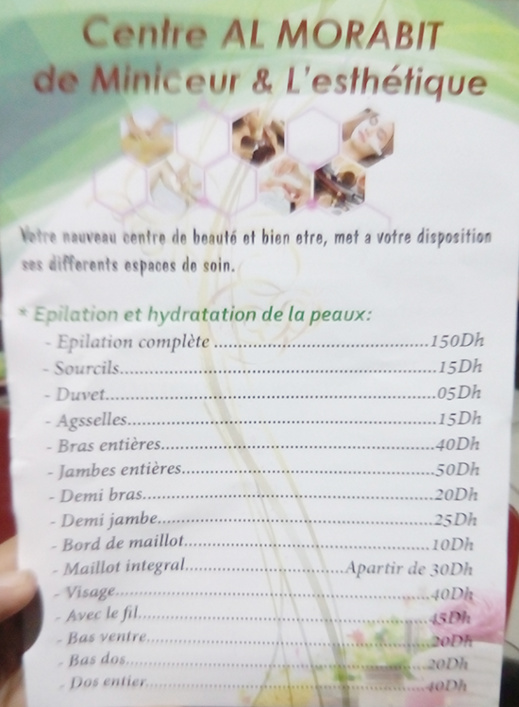 Centre AL MORABIT
de Miniceur & L'esthétique
Votre nauveau centre de beauté et bien etre, met a votre disposition
ses differents espaces de soin.
* Epilation et hydratation de la peaux:
- Epilation complète ........................................150Dh
- Sourcils............................................................15Dh
- Duvet...............................................................05Dh
- Agsselles...........................................................15Dh
- Bras entières.....................................................40Dh
- Jambes entières................................................50Dh
- Demi bras.........................................................20Dh
- Demi jambe......................................................25Dh
- Bord de maillot................................................10Dh
- Maillot integral..............................Apartir de 30Dh
- Visage...............................................................40Dh
- Avec le fil..........................................................45Dh
- Bas ventre.........................................................20Dh
- Bas dos.............................................................20Dh
- Dos entier.........................................................40Dh